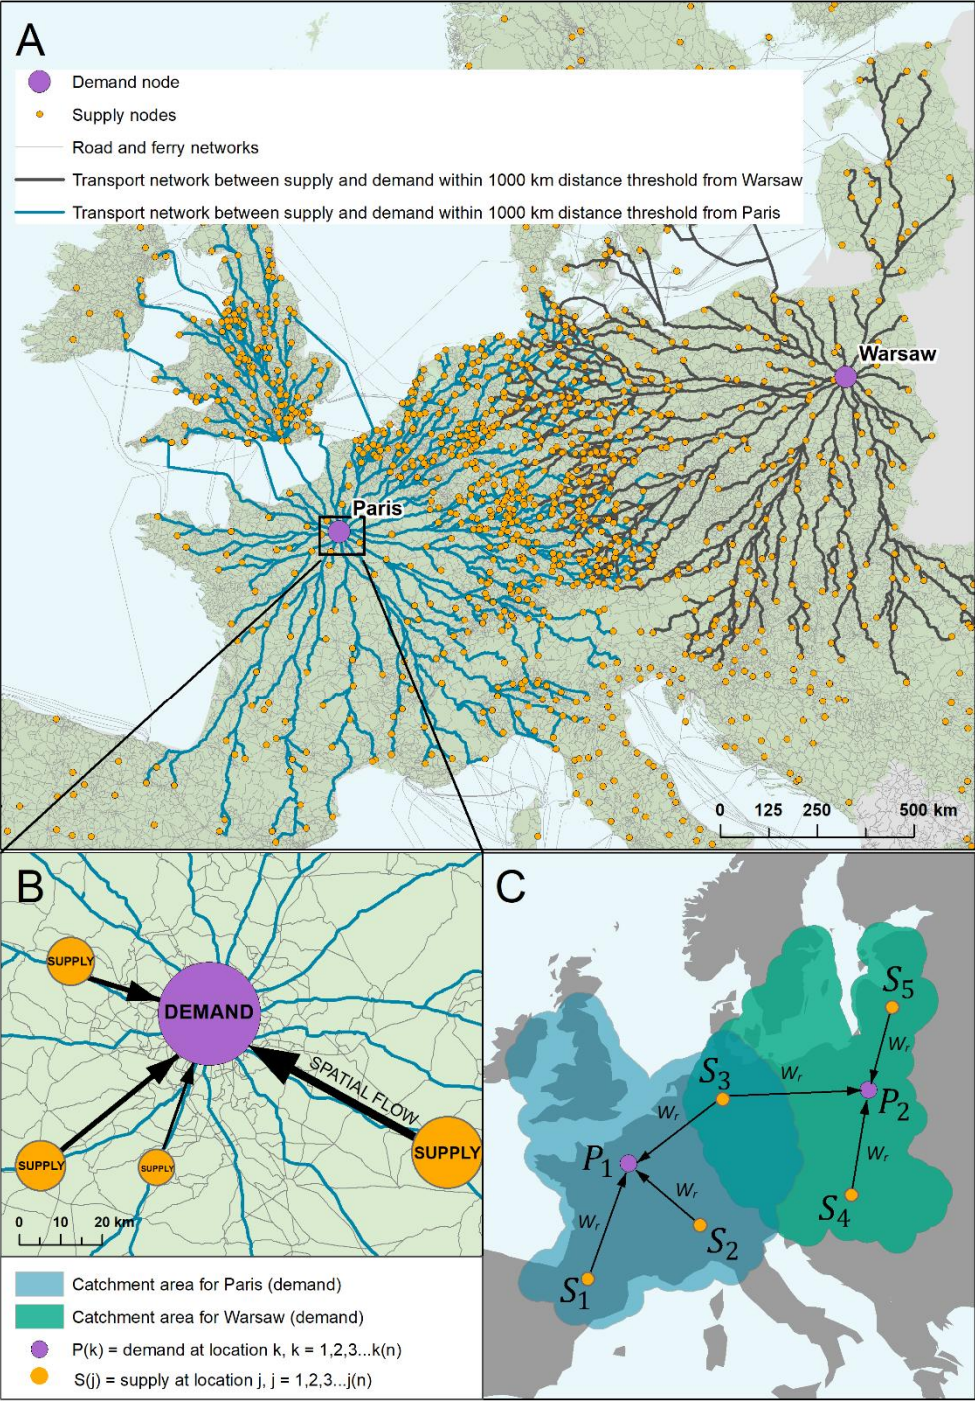 A
Demand node
Supply nodes
Road and ferry networks
Transport network between supply and demand within 1000 km distance threshold from Warsaw
Transport network between supply and demand within 1000 km distance threshold from Paris
Warsaw
Paris
0 125 250 500 km
B
SUPPLY
DEMAND
SPATIAL FLOW
SUPPLY
SUPPLY
SUPPLY
0 10 20 km
Catchment area for Paris (demand)
Catchment area for Warsaw (demand)
P(k) = demand at location k, k = 1,2,3...k(n)
S(j) = supply at location j, j = 1,2,3...j(n)
C
S5
Wr
S3
Wr
P2
Wr
P1
Wr
Wr
S4
Wr
S2
S1